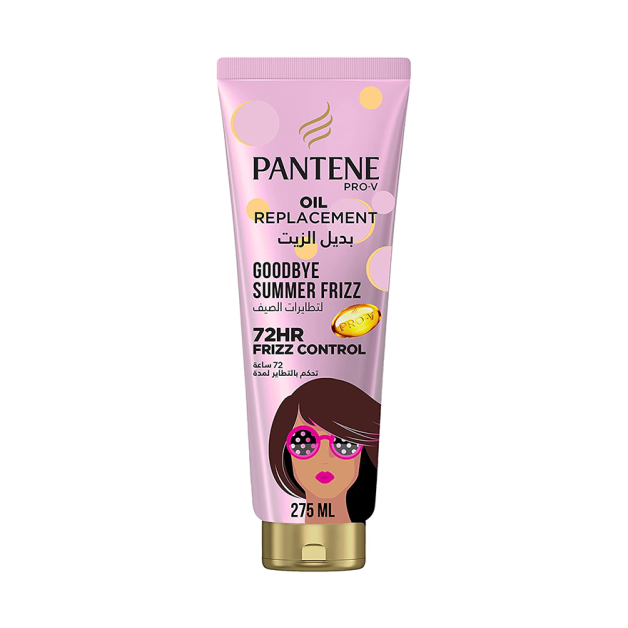 PANTENE
PRO-V
OIL
REPLACEMENT
بديل الزيت
GOODBYE
SUMMER FRIZZ
لتطايرات الصيف
PRO-V
72HR
FRIZZ CONTROL
72 ساعة
تحكم بالتطاير لمدة
275 ML